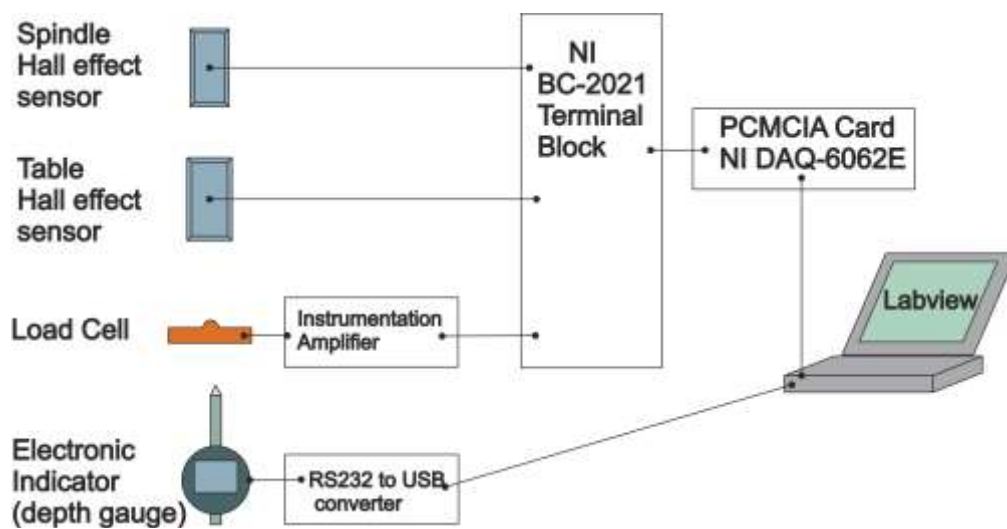 Spindle
Hall effect
sensor
NI
BC-2021
Terminal
Block
PCMCIA Card
NI DAQ-6062E
Table
Hall effect
sensor
Labview
Load Cell
Instrumentation
Amplifier
Electronic
Indicator
(depth gauge)
RS232 to USB
converter